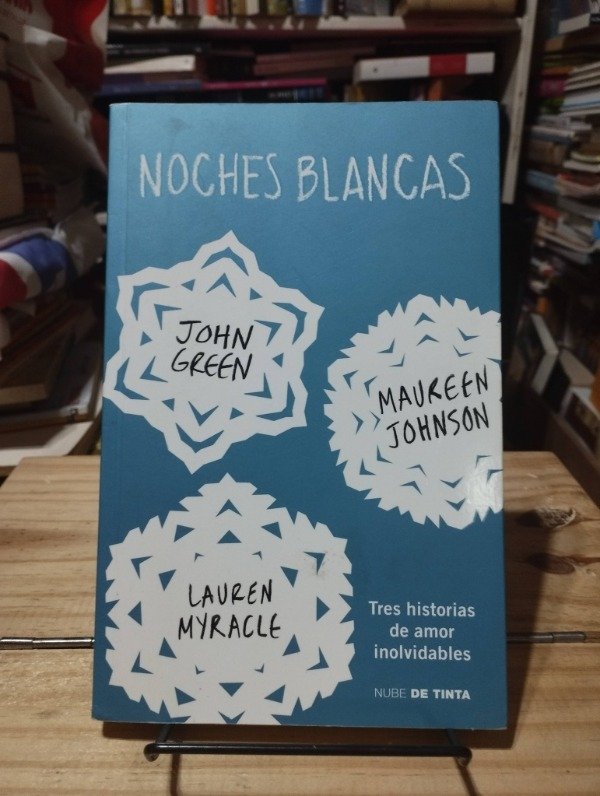 NOCHES BLANCAS
JOHN
GREEN
MAUREEN
JOHNSON
LAUREN
MYRACLE
Tres historias
de amor
inolvidables
NUBE DE TINTA